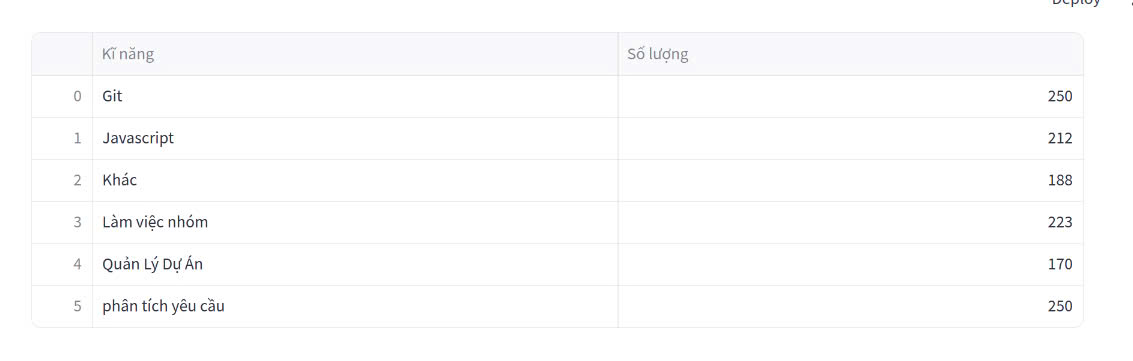 Deploy
Kĩ năng Số lượng
0 Git 250
1 Javascript 212
2 Khác 188
3 Làm việc nhóm 223
4 Quản Lý Dự Án 170
5 phân tích yêu cầu 250